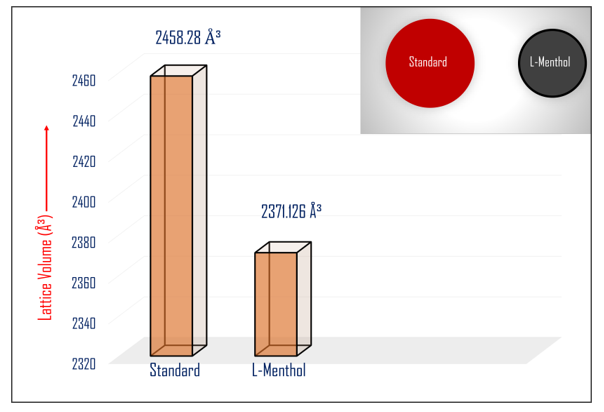 2458.28 Å³
Standard
L-Menthol
2460
2440
2420
2400
2380
2360
2340
2320
2371.126 Å³
Lattice Volume (Å³)
Standard
L-Menthol